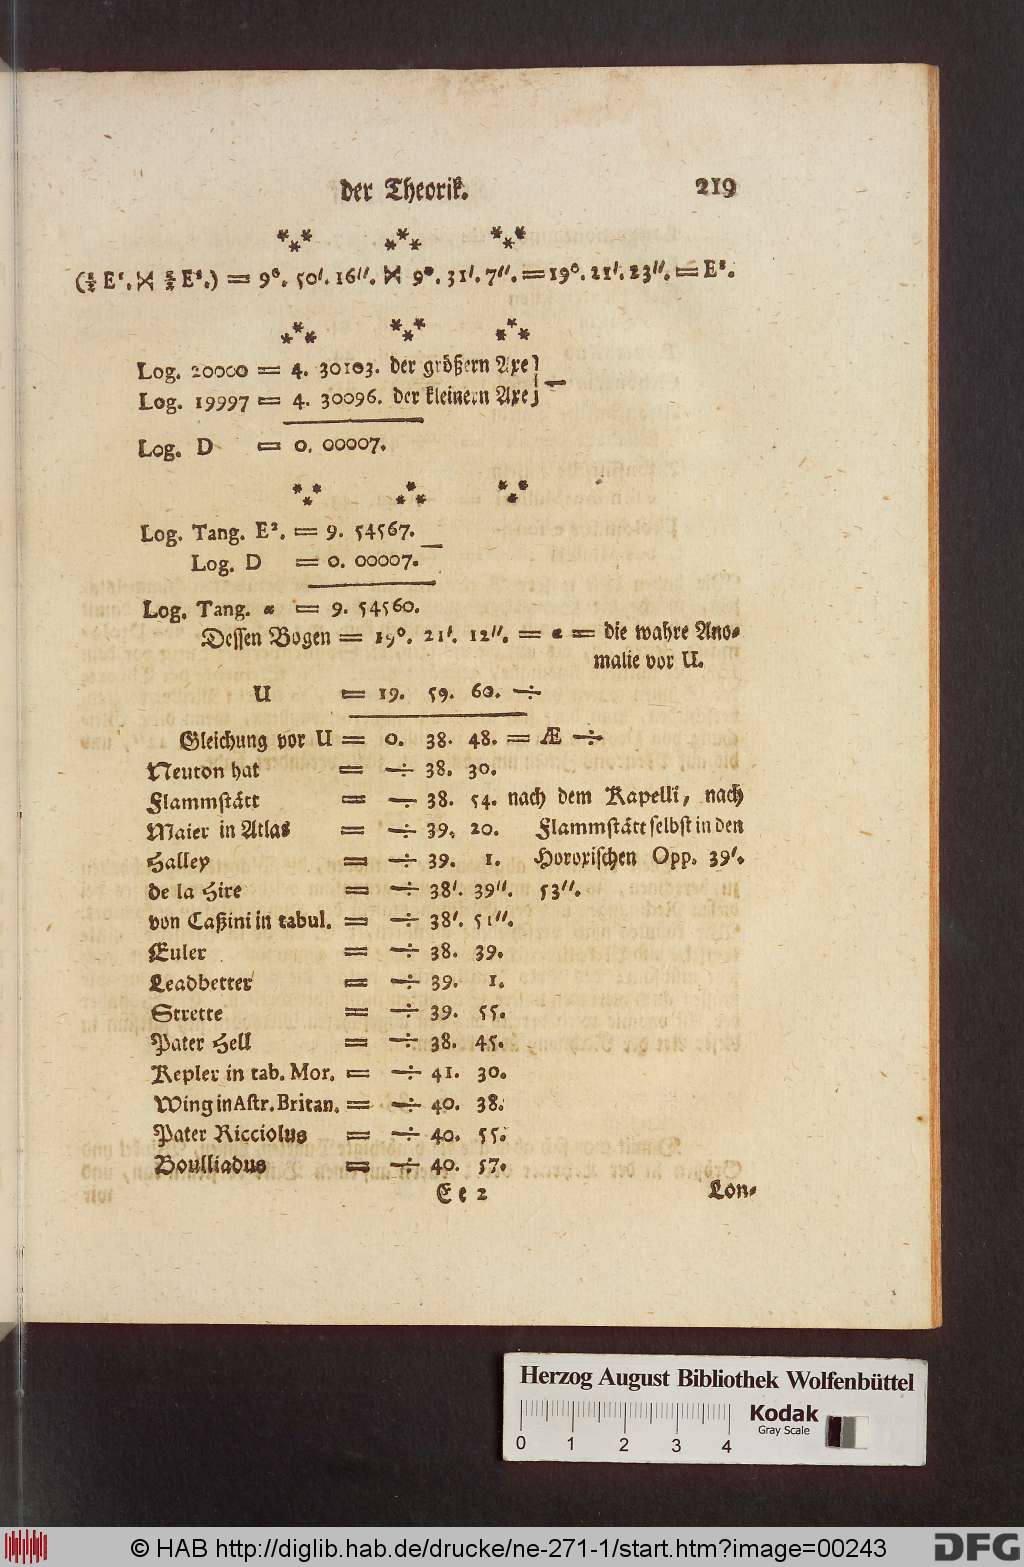 der Theorik. 219
(½ E¹. ⋊ ½ E².) = 9⁰. 50′. 16″. ⋊ 9⁰. 31′. 7″. = 19⁰. 21′. 23″. = E².
Log. 20000 = 4. 30103. der größern Axe
Log. 19997 = 4. 30096. der kleinern Axe} —
Log. D = 0. 00007.
Log. Tang. E². = 9. 54567.
Log. D = 0. 00007. —
Log. Tang. α = 9. 54560.
Dessen Bogen = 19⁰. 21′. 12″. = α = die wahre Ano-
malie vor U.
U = 19. 59. 60. ÷
Gleichung vor U = 0. 38. 48. = Æ ÷
Neuton hat = ÷ 38. 30.
Flammstätt = — 38. 54. nach dem Kapelli, nach
Maier in Atlas = ÷ 39. 20. Flammstätt selbst in den
Halley = ÷ 39. 1. Hororischen Opp. 39′.
de la Hire = ÷ 38′. 39″. 53″.
von Caßini in tabul. = ÷ 38′. 51″.
Euler = ÷ 38. 39.
Leadbetter = ÷ 39. 1.
Strette = ÷ 39. 55.
Pater Hell = ÷ 38. 45.
Kepler in tab. Mor. = ÷ 41. 30.
Wing in Astr. Britan. = ÷ 40. 38.
Pater Ricciolus = ÷ 40. 55.
Boulliadus = ÷ 40. 57.
E e 2 Lon-
Herzog August Bibliothek Wolfenbüttel
Kodak
Gray Scale
0 1 2 3 4
© HAB http://diglib.hab.de/drucke/ne-271-1/start.htm?image=00243
DFG